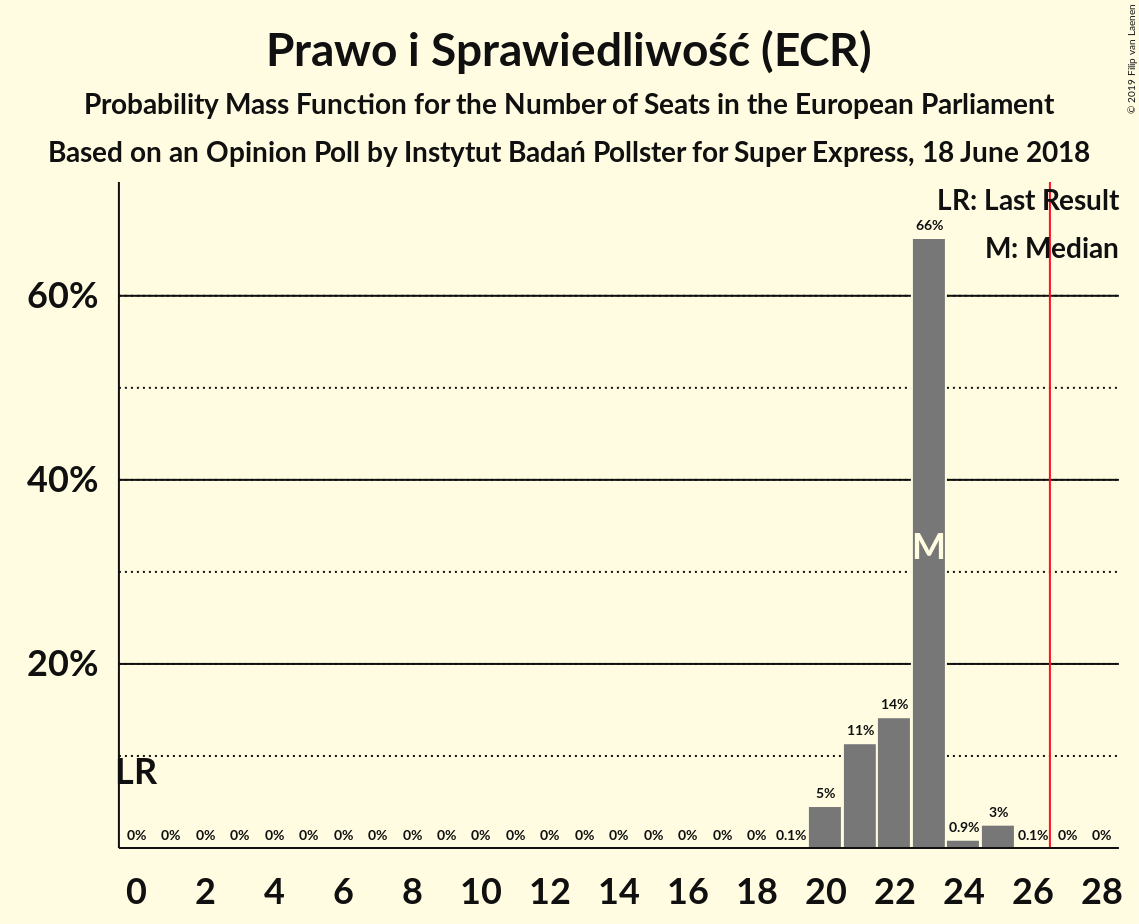 Prawo i Sprawiedliwość (ECR)
Probability Mass Function for the Number of Seats in the European Parliament
Based on an Opinion Poll by Instytut Badań Pollster for Super Express, 18 June 2018
© 2019 Filip van Laenen
LR: Last Result
M: Median
60%
40%
20%
LR
M
0% 0% 0% 0% 0% 0% 0% 0% 0% 0% 0% 0% 0% 0% 0% 0% 0% 0% 0% 0.1% 5% 11% 14% 66% 0.9% 3% 0.1% 0% 0%
0 2 4 6 8 10 12 14 16 18 20 22 24 26 28